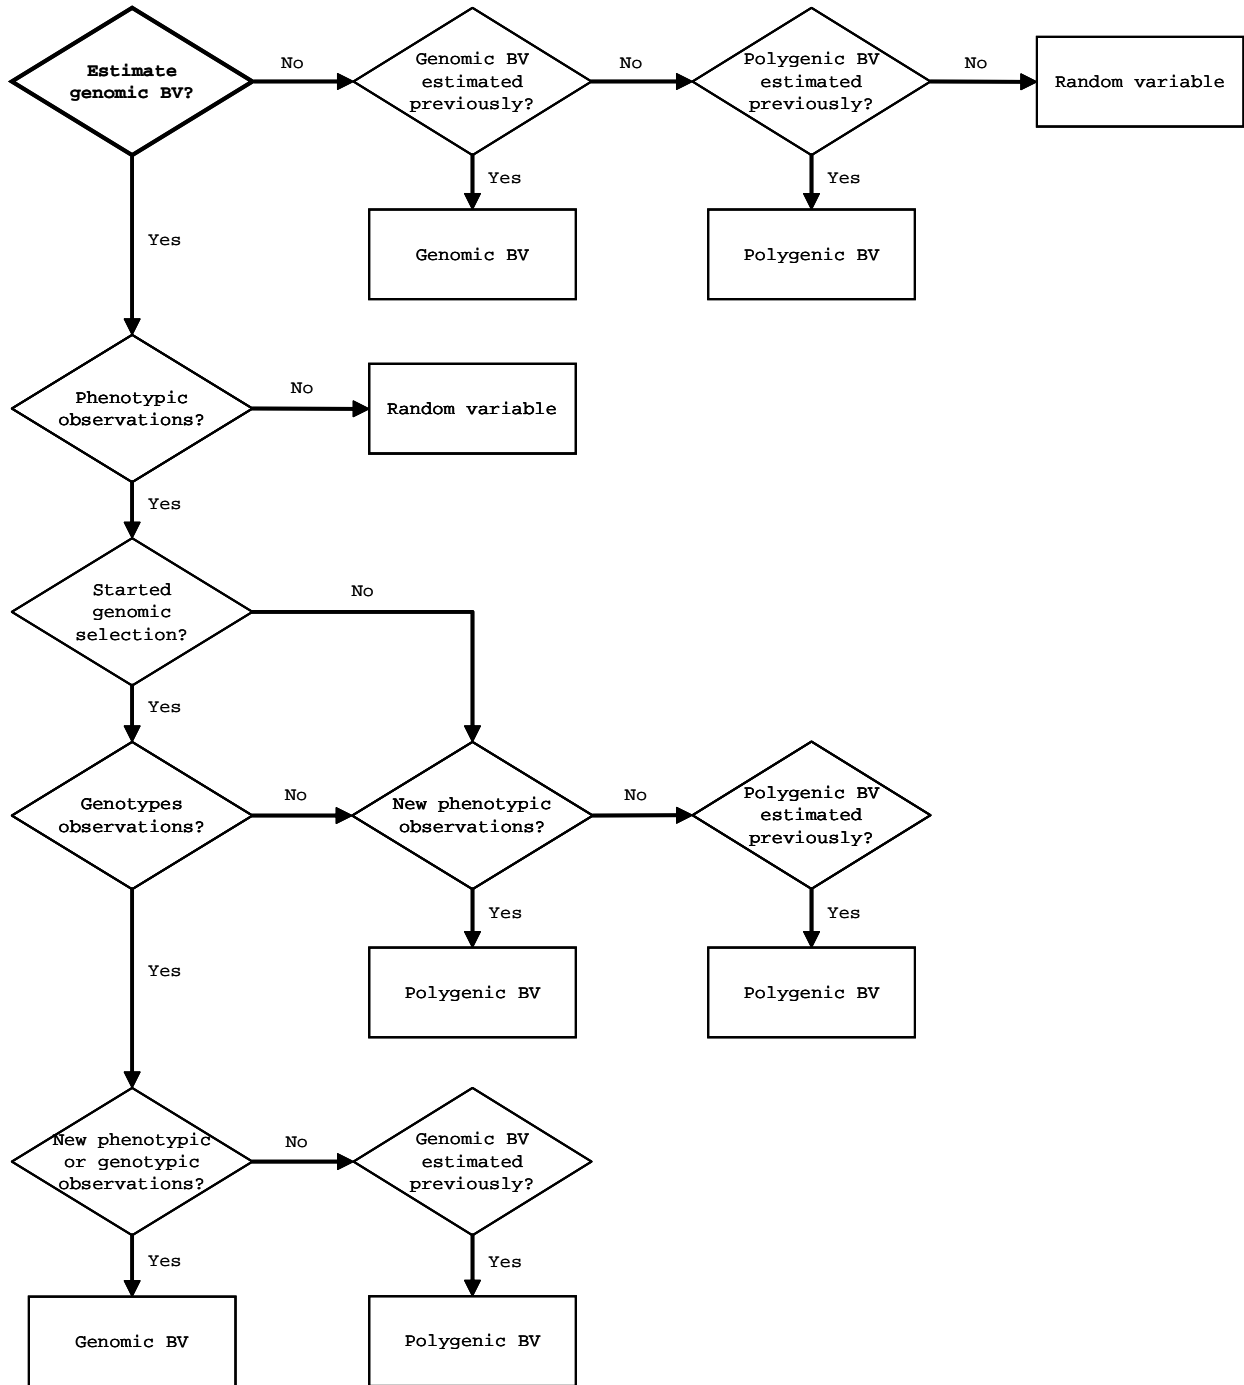 Estimate
genomic BV?
No
Genomic BV
estimated
previously?
No
Polygenic BV
estimated
previously?
No
Random variable
Yes
Yes
Yes
Genomic BV
Polygenic BV
Phenotypic
observations?
No
Random variable
Yes
Started
genomic
selection?
No
Yes
Genotypes
observations?
No
New phenotypic
observations?
No
Polygenic BV
estimated
previously?
Yes
Yes
Yes
Polygenic BV
Polygenic BV
New phenotypic
or genotypic
observations?
No
Genomic BV
estimated
previously?
Yes
Yes
Genomic BV
Polygenic BV